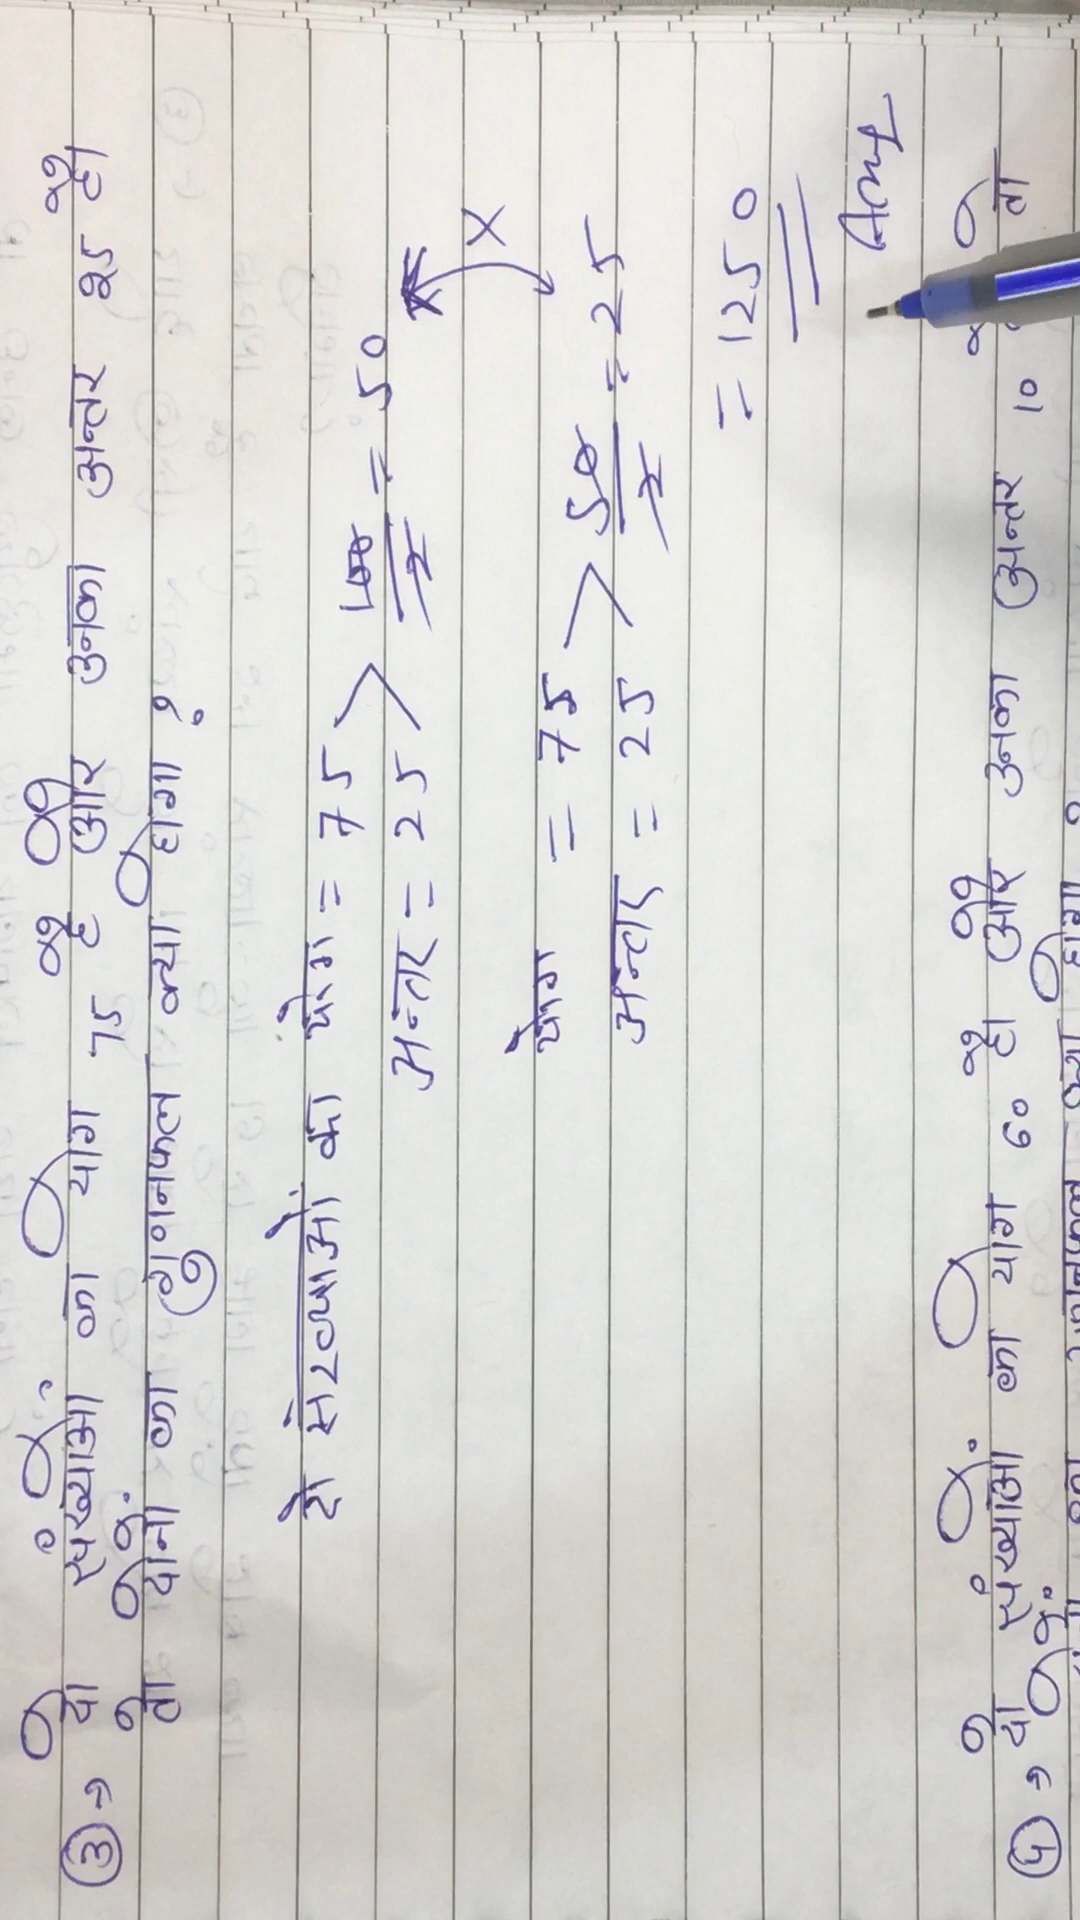 ③→ दो संख्याओं का योग 75 है और उनका अन्तर 25 है।
तो दोनों का गुणनफल क्या होगा ?
दो संख्याओं का योग = 75 > 100/2 = 50
अन्तर = 25
×
योग = 75 > 50/2 = 25
अन्तर = 25
= 1250
Ans
④→ दो संख्याओं का योग 60 है। और उनका अन्तर 10 है तो
दोनों का गुणनफल क्या होगा ?